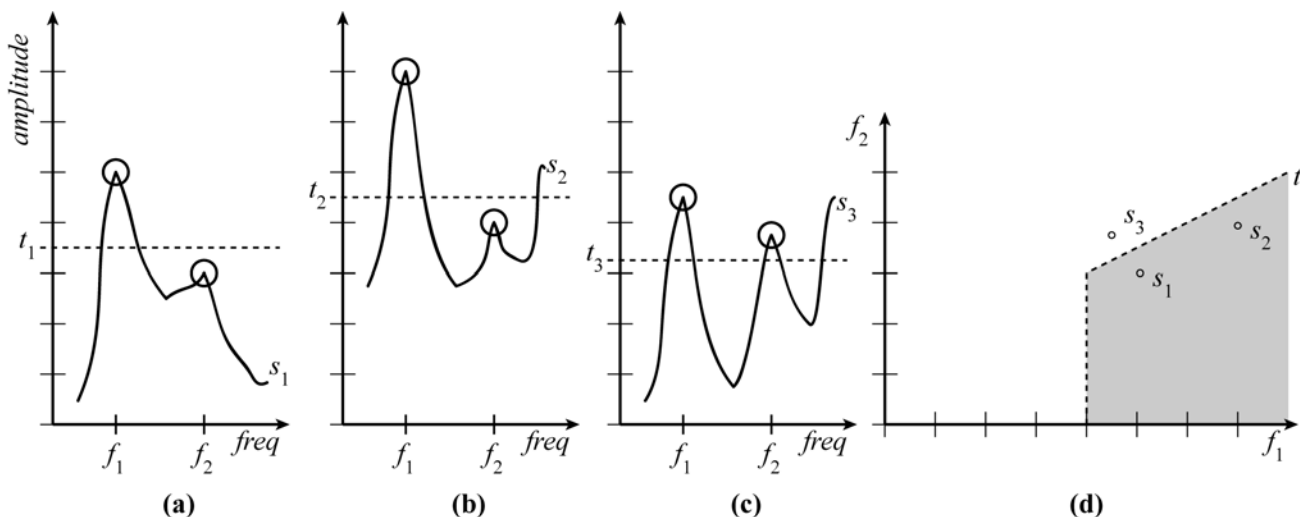 amplitude
t₁
s₁
f₁
f₂
freq
(a)
t₂
s₂
f₁
f₂
freq
(b)
t₃
s₃
f₁
f₂
freq
(c)
f₂
t
s₃
s₂
s₁
f₁
(d)